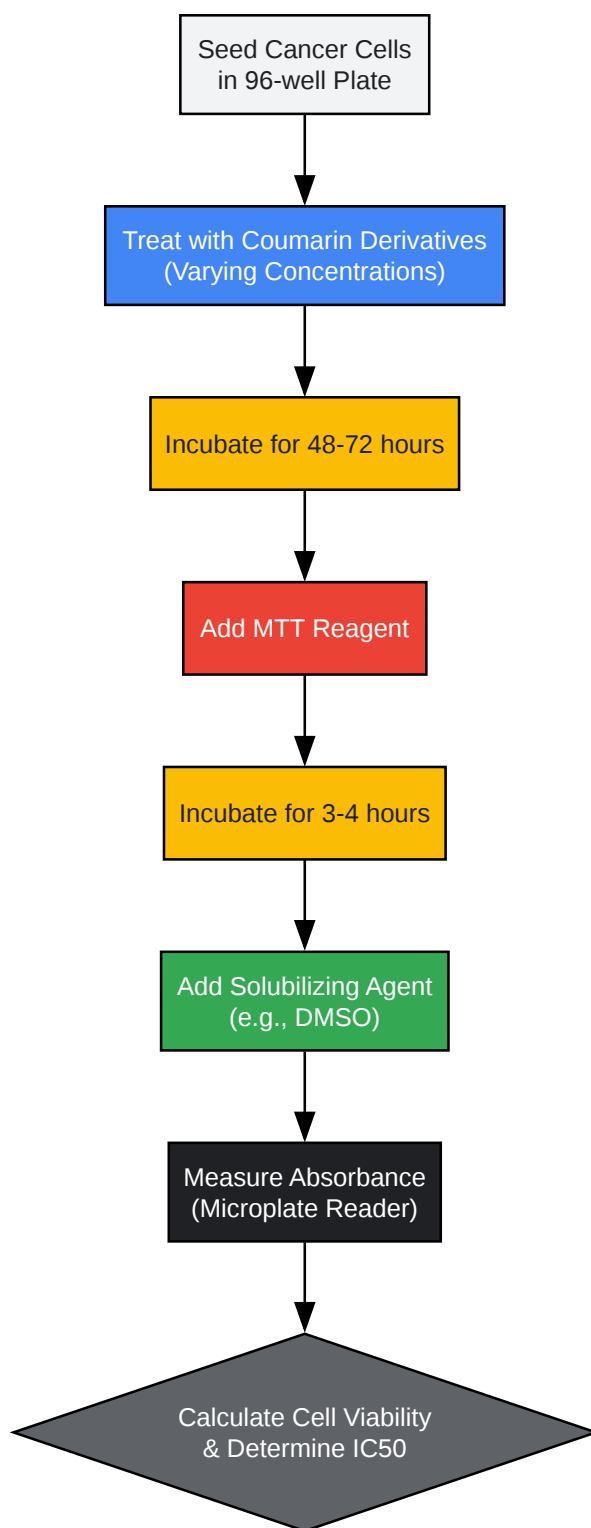 Seed Cancer Cells
in 96-well Plate
Treat with Coumarin Derivatives
(Varying Concentrations)
Incubate for 48-72 hours
Add MTT Reagent
Incubate for 3-4 hours
Add Solubilizing Agent
(e.g., DMSO)
Measure Absorbance
(Microplate Reader)
Calculate Cell Viability
& Determine IC50